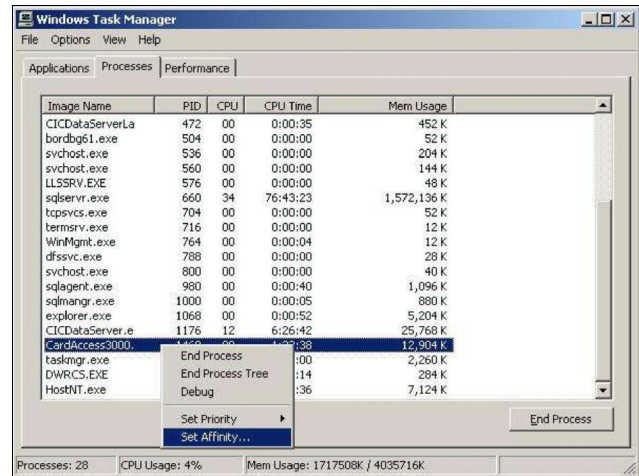 Windows Task Manager
File Options View Help
Applications Processes Performance
Image Name PID CPU CPU Time Mem Usage
CICDataServerLa 472 00 0:00:35 452 K
bordbg61.exe 504 00 0:00:00 52 K
svchost.exe 536 00 0:00:00 204 K
svchost.exe 560 00 0:00:00 144 K
LLSSRV.EXE 576 00 0:00:00 48 K
sqlservr.exe 660 34 76:43:23 1,572,136 K
tcpsvcs.exe 704 00 0:00:00 52 K
termsrv.exe 716 00 0:00:00 12 K
WinMgmt.exe 764 00 0:00:04 12 K
dfssvc.exe 788 00 0:00:00 28 K
svchost.exe 800 00 0:00:00 40 K
sqlagent.exe 980 00 0:00:40 1,096 K
sqlmangr.exe 1000 00 0:00:05 880 K
explorer.exe 1068 00 0:00:52 5,204 K
CICDataServer.e 1176 12 6:26:42 25,768 K
CardAccess3000. :38 12,904 K
taskmgr.exe :00 2,260 K
DWRCS.EXE :14 284 K
HostNT.exe :36 7,124 K
End Process
End Process Tree
Debug
Set Priority
Set Affinity...
End Process
Processes: 28 CPU Usage: 4% Mem Usage: 1717508K / 4035716K